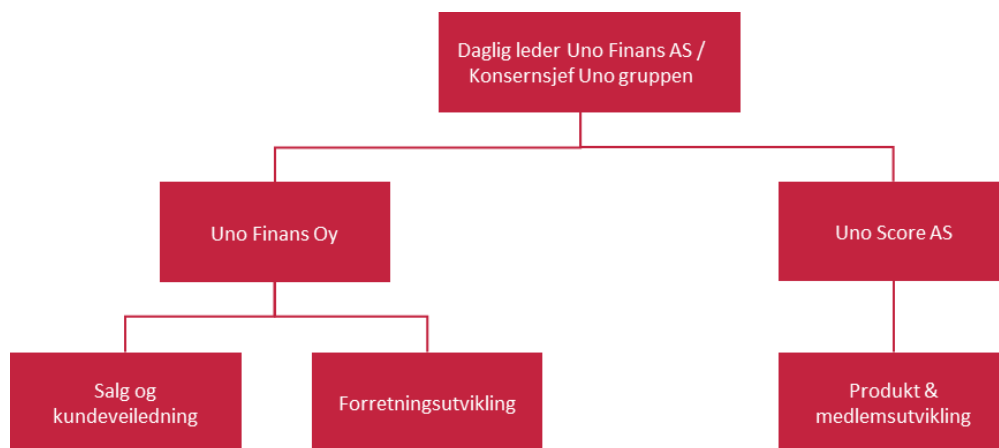 Daglig leder Uno Finans AS /
Konsernsjef Uno gruppen
Uno Finans Oy
Uno Score AS
Salg og
kundeveiledning
Forretningsutvikling
Produkt &
medlemsutvikling